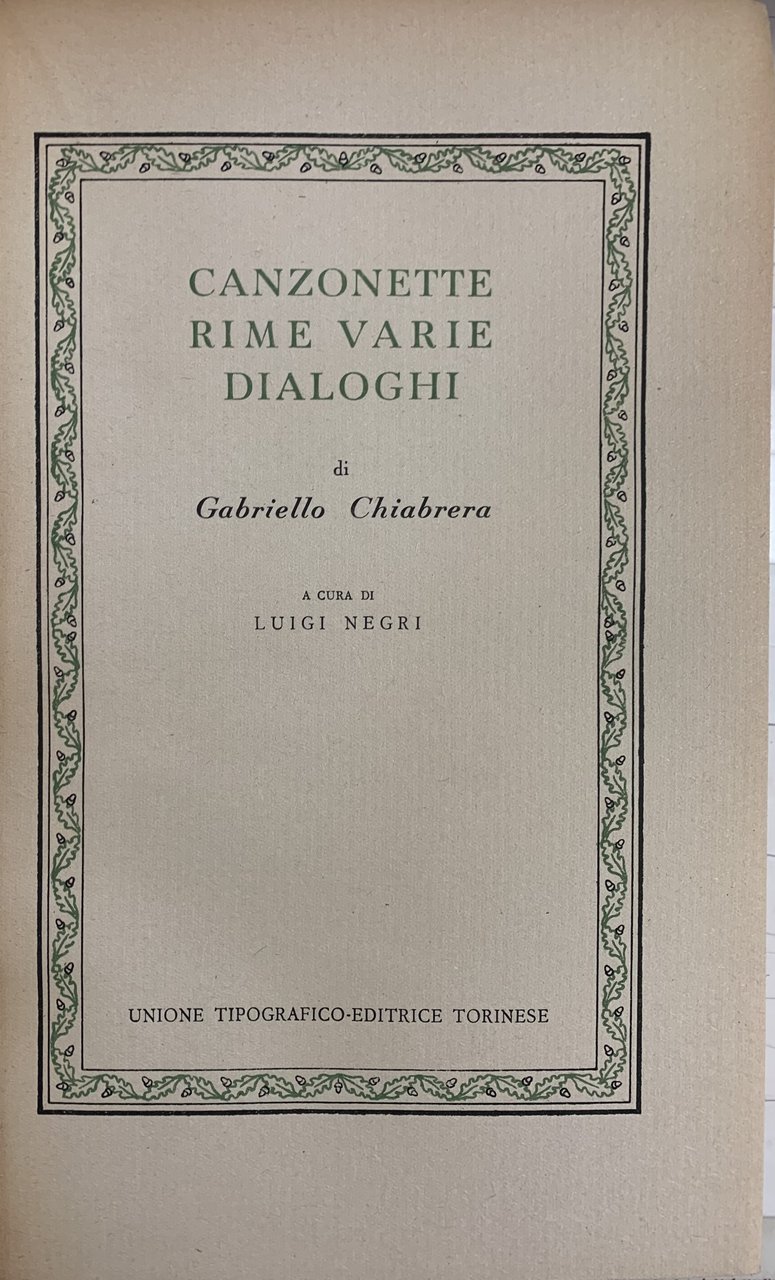 CANZONETTE
RIME VARIE
DIALOGHI
di
Gabriello Chiabrera
A CURA DI
LUIGI NEGRI
UNIONE TIPOGRAFICO-EDITRICE TORINESE